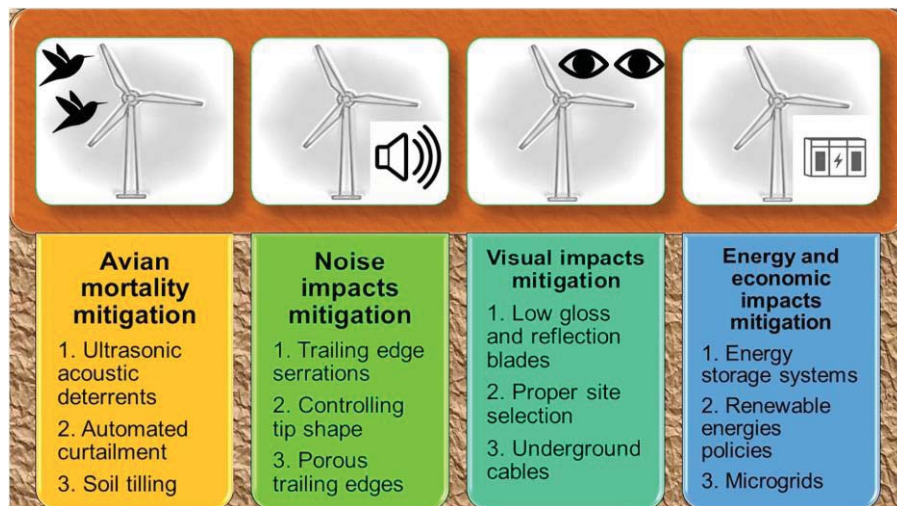 Avian
mortality
mitigation
1. Ultrasonic
acoustic
deterrents
2. Automated
curtailment
3. Soil tilling
Noise
impacts
mitigation
1. Trailing edge
serrations
2. Controlling
tip shape
3. Porous
trailing edges
Visual impacts
mitigation
1. Low gloss
and reflection
blades
2. Proper site
selection
3. Underground
cables
Energy and
economic
impacts
mitigation
1. Energy
storage systems
2. Renewable
energies
policies
3. Microgrids